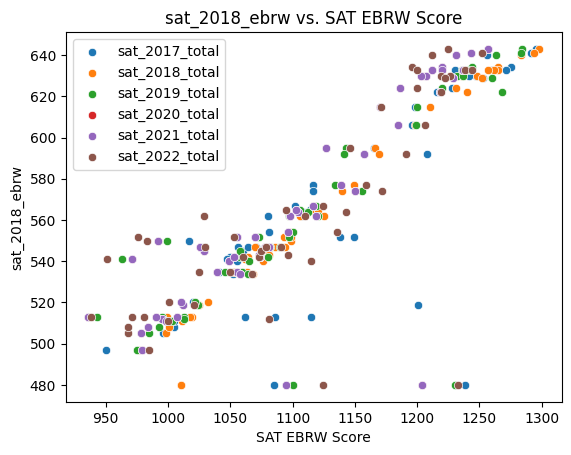 sat_2018_ebrw vs. SAT EBRW Score
sat_2017_total
sat_2018_total
sat_2019_total
sat_2020_total
sat_2021_total
sat_2022_total
640
620
600
580
560
540
520
500
480
sat_2018_ebrw
950 1000 1050 1100 1150 1200 1250 1300
SAT EBRW Score